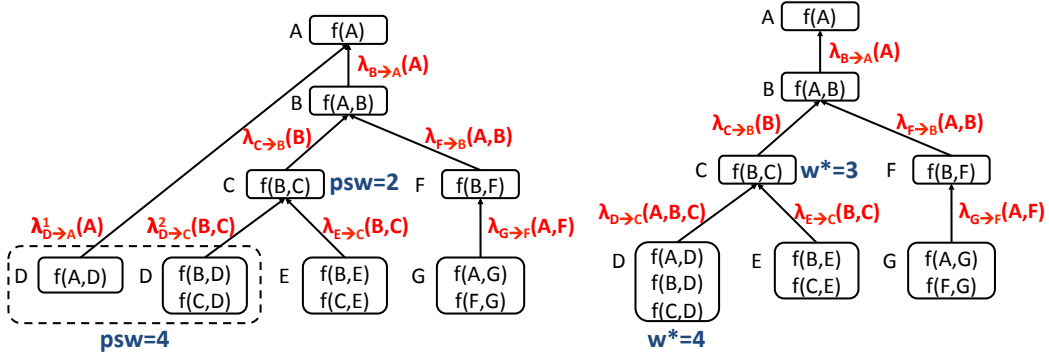 A f(A)
λB→A(A)
B f(A,B)
λC→B(B)
λF→B(A,B)
C f(B,C) psw=2
F f(B,F)
λ¹D→A(A)
λ²D→C(B,C)
λE→C(B,C)
λG→F(A,F)
D f(A,D)
D f(B,D)
f(C,D)
E f(B,E)
f(C,E)
G f(A,G)
f(F,G)
psw=4
A f(A)
λB→A(A)
B f(A,B)
λC→B(B)
λF→B(A,B)
C f(B,C) w*=3
F f(B,F)
λD→C(A,B,C)
λE→C(B,C)
λG→F(A,F)
D f(A,D)
f(B,D)
f(C,D)
E f(B,E)
f(C,E)
G f(A,G)
f(F,G)
w*=4